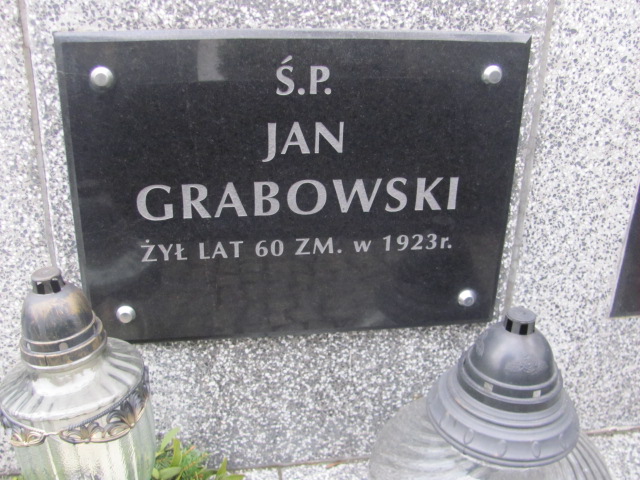 Ś.P.
JAN
GRABOWSKI
ŻYŁ LAT 60 ZM. w 1923r.